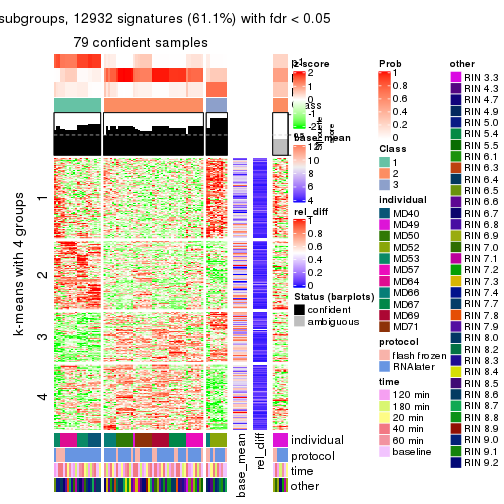 subgroups, 12932 signatures (61.1%) with fdr < 0.05
79 confident samples
k-means with 4 groups
1
2
3
4
individual
protocol
time
other
base_mean
rel_diff
z-score
2
1
0
-1
-2
base_mean
12
10
8
6
4
rel_diff
1
0.8
0.6
0.4
0.2
0
Status (barplots)
confident
ambiguous
Prob
1
0.8
0.6
0.4
0.2
0
Class
1
2
3
individual
MD40
MD49
MD50
MD52
MD53
MD57
MD64
MD66
MD67
MD69
MD71
protocol
flash frozen
RNAlater
time
120 min
180 min
20 min
40 min
60 min
baseline
other
RIN 3.3
RIN 4.3
RIN 4.7
RIN 4.9
RIN 5.0
RIN 5.4
RIN 5.5
RIN 6.1
RIN 6.3
RIN 6.4
RIN 6.5
RIN 6.6
RIN 6.7
RIN 6.8
RIN 6.9
RIN 7.0
RIN 7.1
RIN 7.2
RIN 7.3
RIN 7.4
RIN 7.5
RIN 7.6
RIN 7.7
RIN 7.8
RIN 7.9
RIN 8.0
RIN 8.2
RIN 8.3
RIN 8.4
RIN 8.5
RIN 8.6
RIN 8.7
RIN 8.8
RIN 8.9
RIN 9.0
RIN 9.1
RIN 9.2